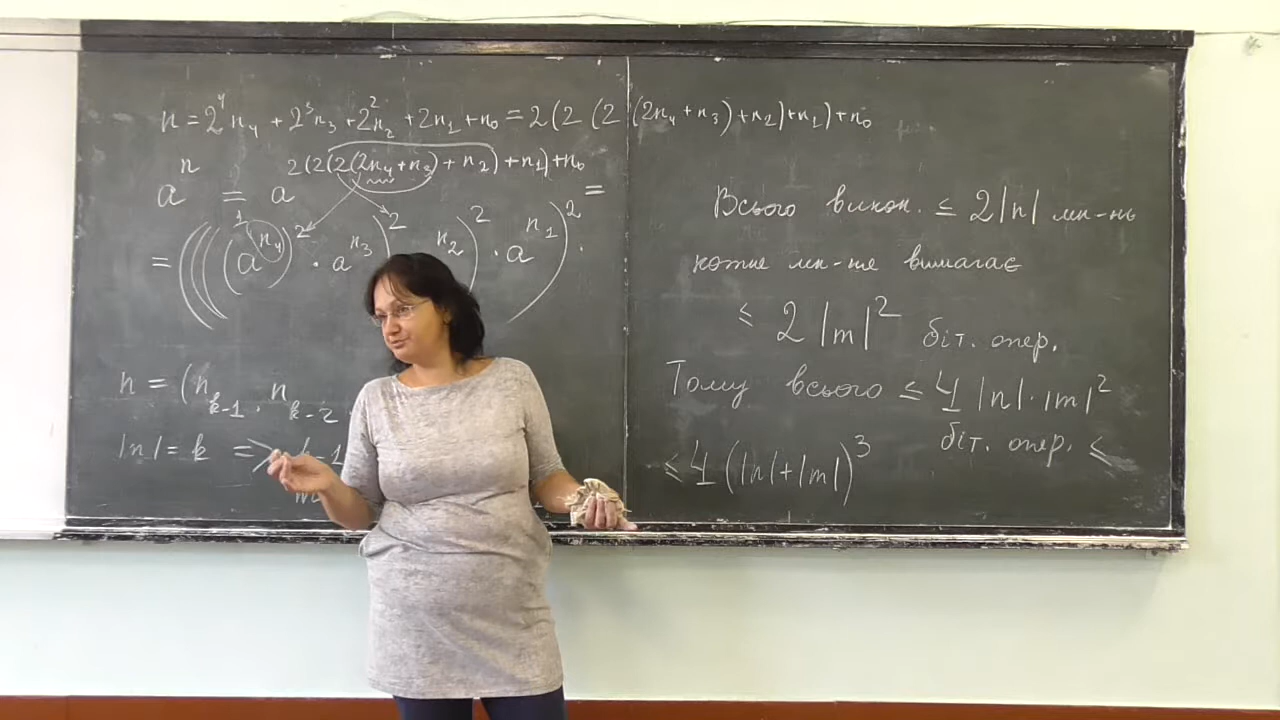 n = 2⁴n₄ + 2³n₃ + 2²n₂ + 2n₁ + n₀ = 2(2(2(2n₄ + n₃) + n₂) + n₁) + n₀
aⁿ = a^{2(2(2(2n₄ + n₃) + n₂) + n₁) + n₀} =
= ((((a^{n₄})² · a^{n₃})² n₂)² · a^{n₁})² ·
n = (n_{k-1}, n_{k-2}
|n| = k ⇒
Всього викон. ≤ 2|n| мн-нь
кожне мн-не вимагає
≤ 2|m|² біт. опер.
Тому всього ≤ 4|n|·|m|²
біт. опер. ≤
≤ 4(|n|+|m|)³